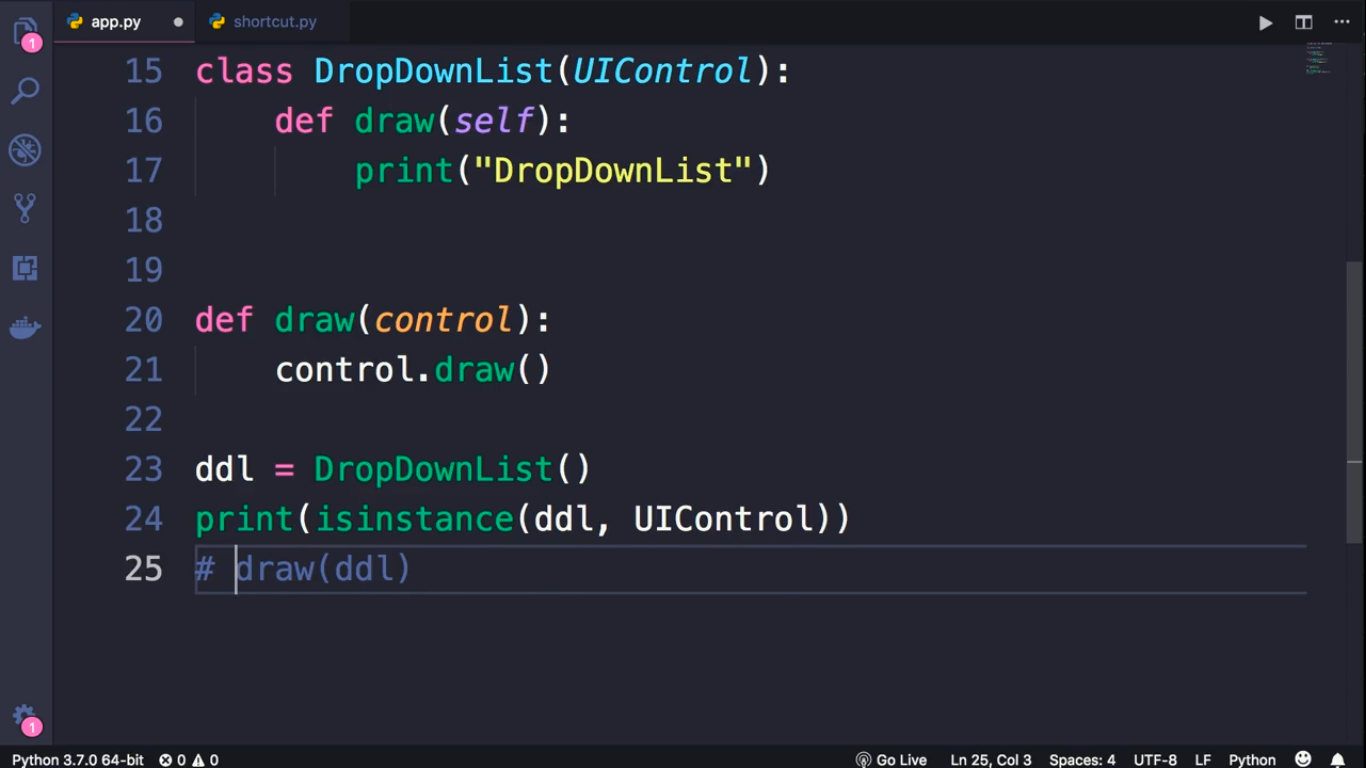 app.py ● shortcut.py
1
15 class DropDownList(UIControl):
16     def draw(self):
17         print("DropDownList")
18
19
20 def draw(control):
21     control.draw()
22
23 ddl = DropDownList()
24 print(isinstance(ddl, UIControl))
25 # draw(ddl)
1
Python 3.7.0 64-bit 0 0 Go Live Ln 25, Col 3 Spaces: 4 UTF-8 LF Python